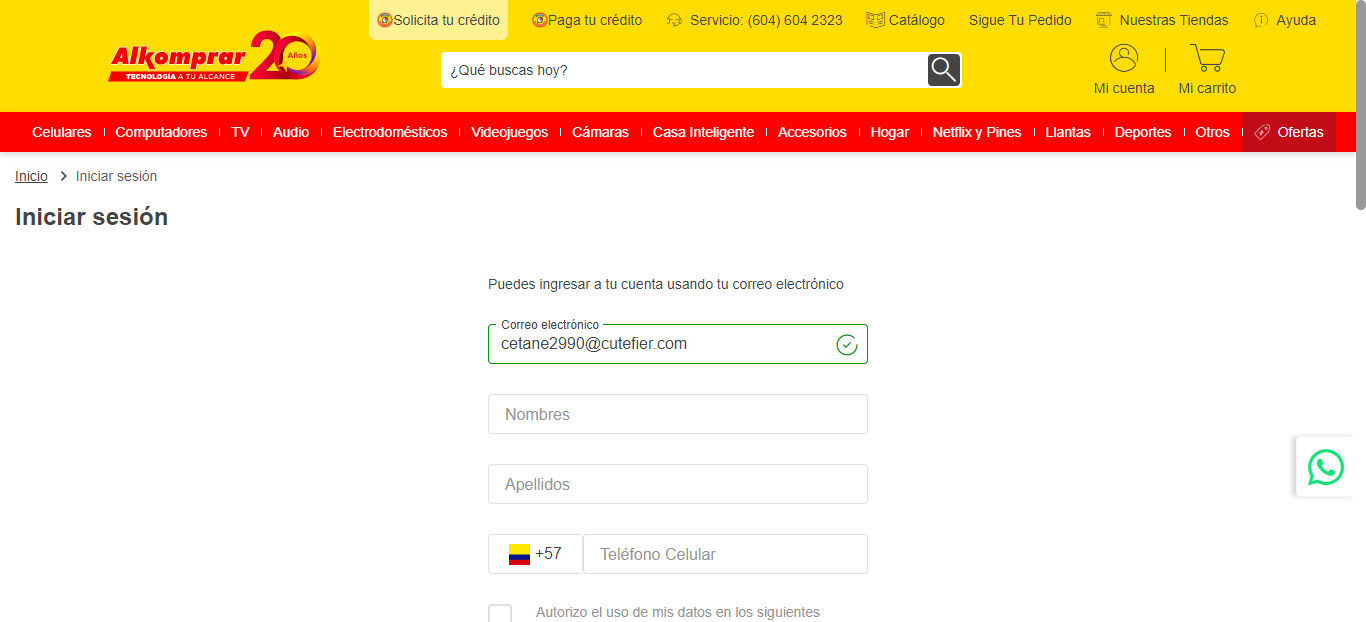 Solicita tu crédito Paga tu crédito Servicio: (604) 604 2323 Catálogo Sigue Tu Pedido Nuestras Tiendas Ayuda
Alkomprar 20 Años
TECNOLOGÍA A TU ALCANCE
¿Qué buscas hoy?
Mi cuenta Mi carrito
Celulares Computadores TV Audio Electrodomésticos Videojuegos Cámaras Casa Inteligente Accesorios Hogar Netflix y Pines Llantas Deportes Otros Ofertas
Inicio Iniciar sesión
Iniciar sesión
Puedes ingresar a tu cuenta usando tu correo electrónico
Correo electrónico
cetane2990@cutefier.com
Nombres
Apellidos
+57 Teléfono Celular
Autorizo el uso de mis datos en los siguientes